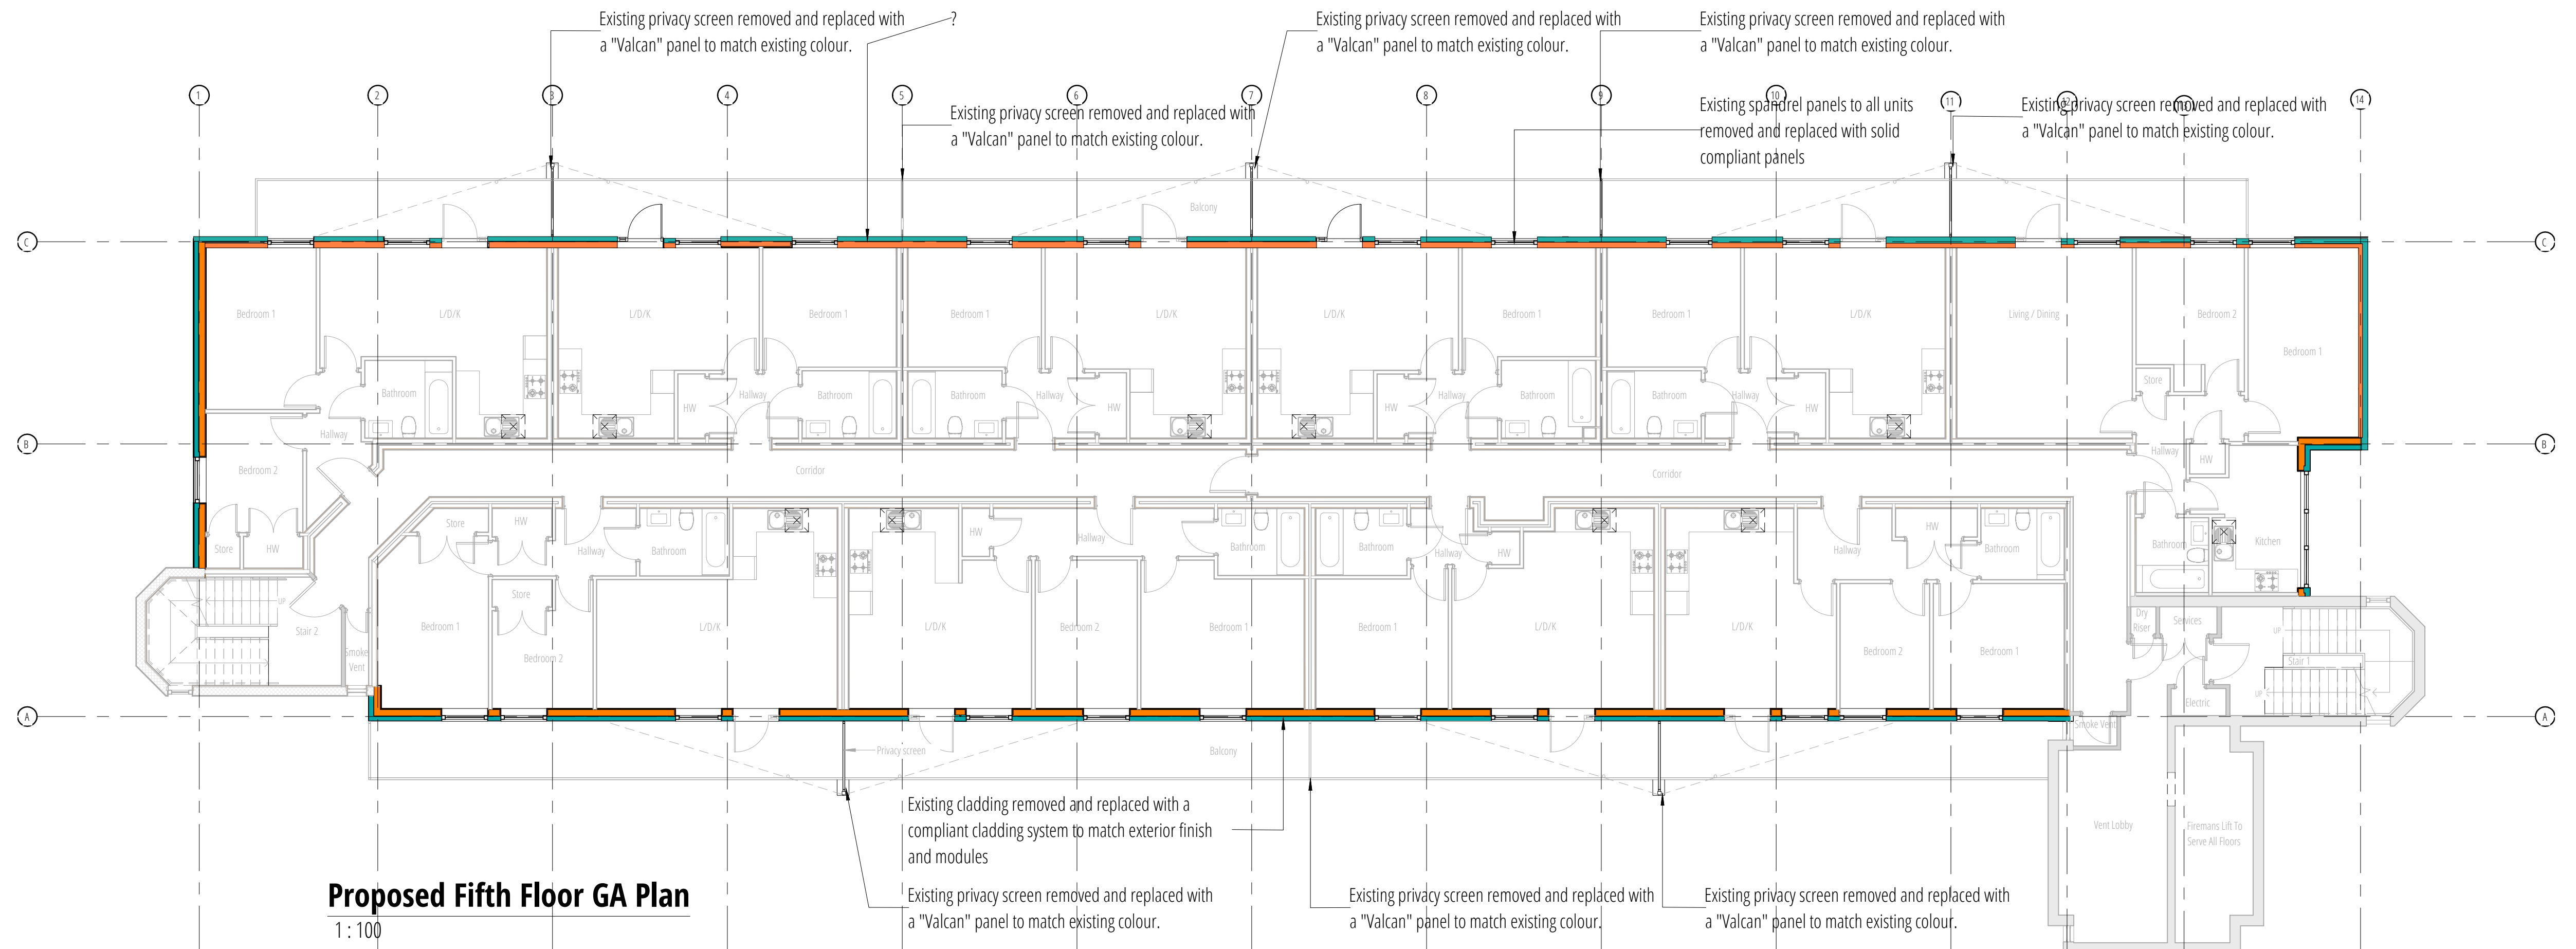 Existing privacy screen removed and replaced with
a "Valcan" panel to match existing colour.
?
Existing privacy screen removed and replaced with
a "Valcan" panel to match existing colour.
Existing privacy screen removed and replaced with
a "Valcan" panel to match existing colour.
1
2
3
4
5
6
7
8
9
10
11
12
14
Existing privacy screen removed and replaced with
a "Valcan" panel to match existing colour.
Existing spandrel panels to all units
removed and replaced with solid
compliant panels
Existing privacy screen removed and replaced with
a "Valcan" panel to match existing colour.
Balcony
C
C
Bedroom 1
L/D/K
L/D/K
Bedroom 1
Bedroom 1
L/D/K
L/D/K
Bedroom 1
Bedroom 1
L/D/K
Living / Dining
Bedroom 2
Bedroom 1
Store
Bathroom
HW
Hallway
Bathroom
Bathroom
Hallway
HW
HW
Hallway
Bathroom
Bathroom
Hallway
HW
Hallway
B
B
Hallway
HW
Bedroom 2
Corridor
Corridor
Store
HW
Store
HW
Hallway
Bathroom
HW
Hallway
Bathroom
Bathroom
Hallway
HW
Hallway
HW
Bathroom
Bathroom
Kitchen
UP
Stair 2
Smoke
Vent
Bedroom 1
Store
Bedroom 2
L/D/K
L/D/K
Bedroom 2
Bedroom 1
Bedroom 1
L/D/K
L/D/K
Bedroom 2
Bedroom 1
Dry
Riser
Services
UP
Stair 1
UP
Electric
A
A
Smoke Vent
Privacy screen
Balcony
Existing cladding removed and replaced with a
compliant cladding system to match exterior finish
and modules
Vent Lobby
Firemans Lift To
Serve All Floors
Existing privacy screen removed and replaced with
a "Valcan" panel to match existing colour.
Existing privacy screen removed and replaced with
a "Valcan" panel to match existing colour.
Existing privacy screen removed and replaced with
a "Valcan" panel to match existing colour.
Proposed Fifth Floor GA Plan
1 : 100